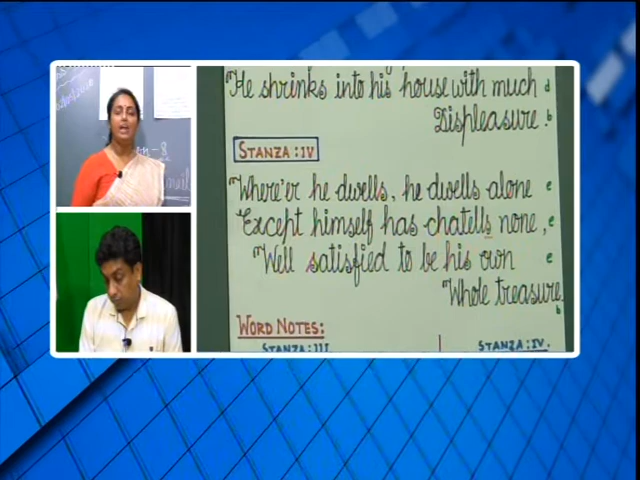 "He shrinks into his house with much d
Displeasure. b
STANZA: IV
"Where'er he dwells, he dwells alone e
Except himself has chatells none, e
"Well satisfied to be his own e
"Whole treasure. b
WORD NOTES:
STANZA: III
STANZA: IV.